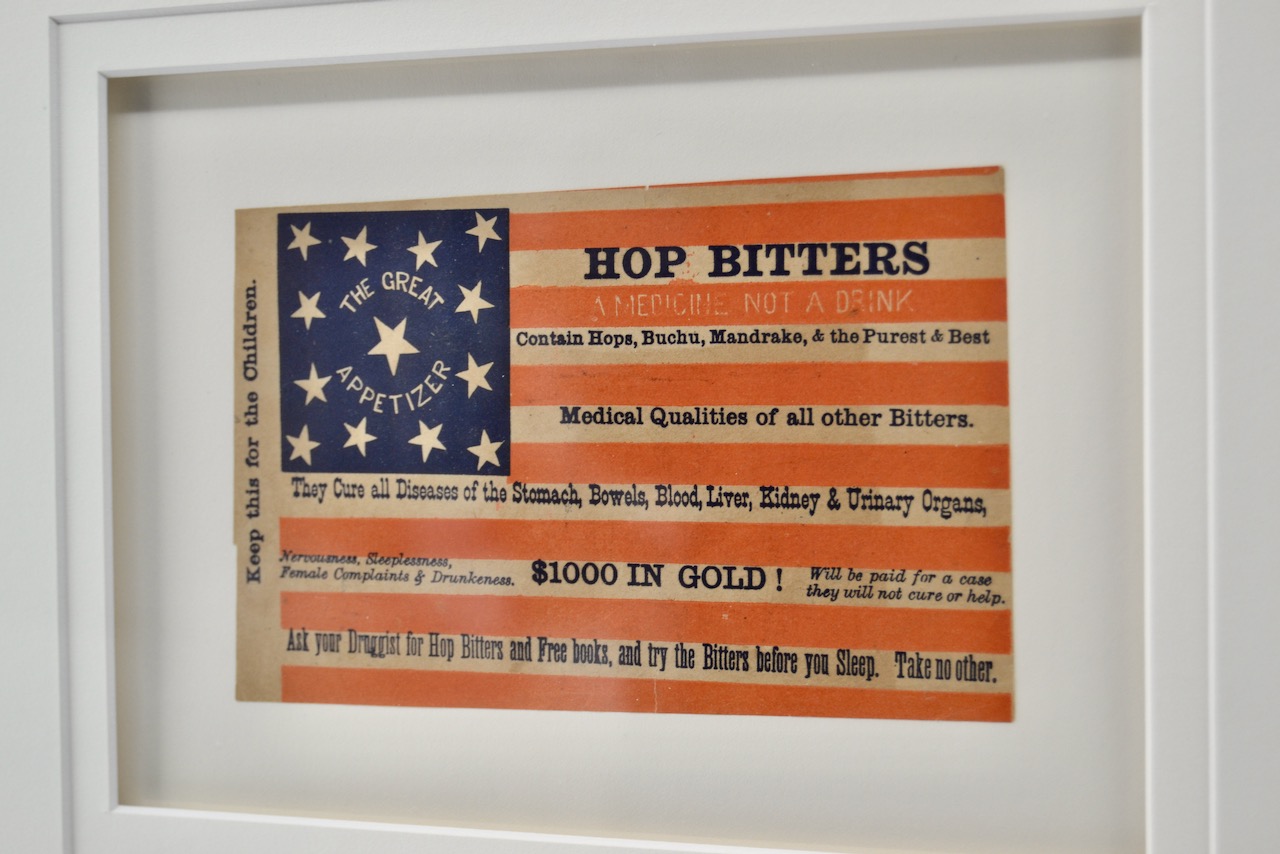 Keep this for the Children.
THE GREAT
APPETIZER
HOP BITTERS
A MEDICINE NOT A DRINK
Contain Hops, Buchu, Mandrake, & the Purest & Best
Medical Qualities of all other Bitters.
They Cure all Diseases of the Stomach, Bowels, Blood, Liver, Kidney & Urinary Organs,
Nervousness, Sleeplessness,
Female Complaints & Drunkeness.
$1000 IN GOLD!
Will be paid for a case
they will not cure or help.
Ask your Druggist for Hop Bitters and Free books, and try the Bitters before you Sleep. Take no other.